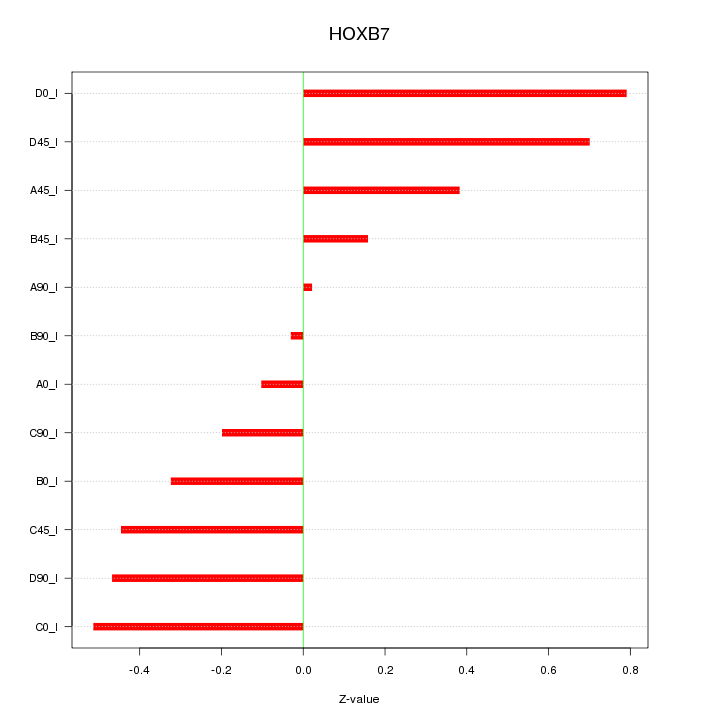 HOXB7
D0_I
D45_I
A45_I
B45_I
A90_I
B90_I
A0_I
C90_I
B0_I
C45_I
D90_I
C0_I
-0.4 -0.2 0.0 0.2 0.4 0.6 0.8
Z-value